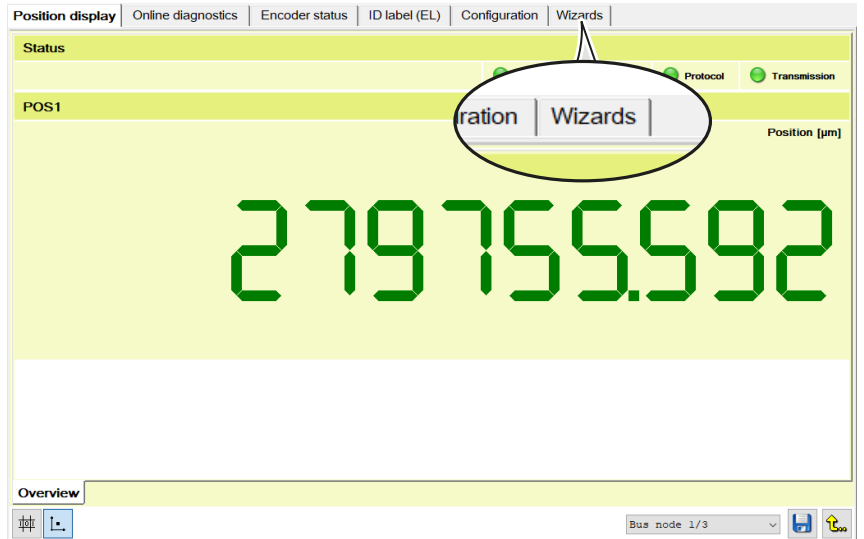 Position display Online diagnostics Encoder status ID label (EL) Configuration Wizards
Status
Protocol Transmission
ration Wizards
POS1
Position [µm]
279755.592
Overview
Bus node 1/3